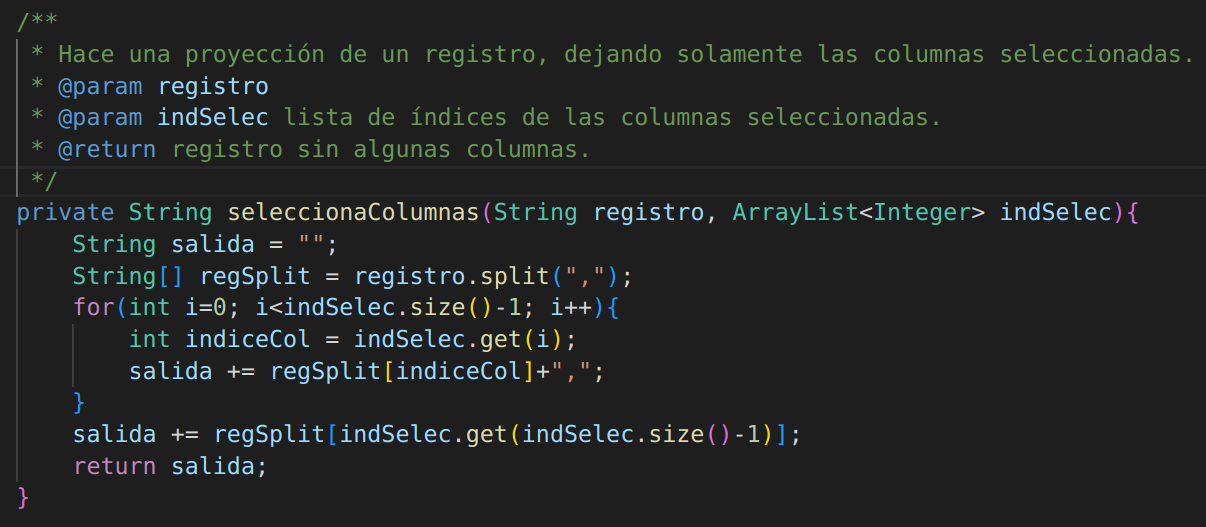 /**
 * Hace una proyección de un registro, dejando solamente las columnas seleccionadas.
 * @param registro
 * @param indSelec lista de índices de las columnas seleccionadas.
 * @return registro sin algunas columnas.
 */
private String seleccionaColumnas(String registro, ArrayList<Integer> indSelec){
    String salida = "";
    String[] regSplit = registro.split(",");
    for(int i=0; i<indSelec.size()-1; i++){
        int indiceCol = indSelec.get(i);
        salida += regSplit[indiceCol]+",";
    }
    salida += regSplit[indSelec.get(indSelec.size()-1)];
    return salida;
}